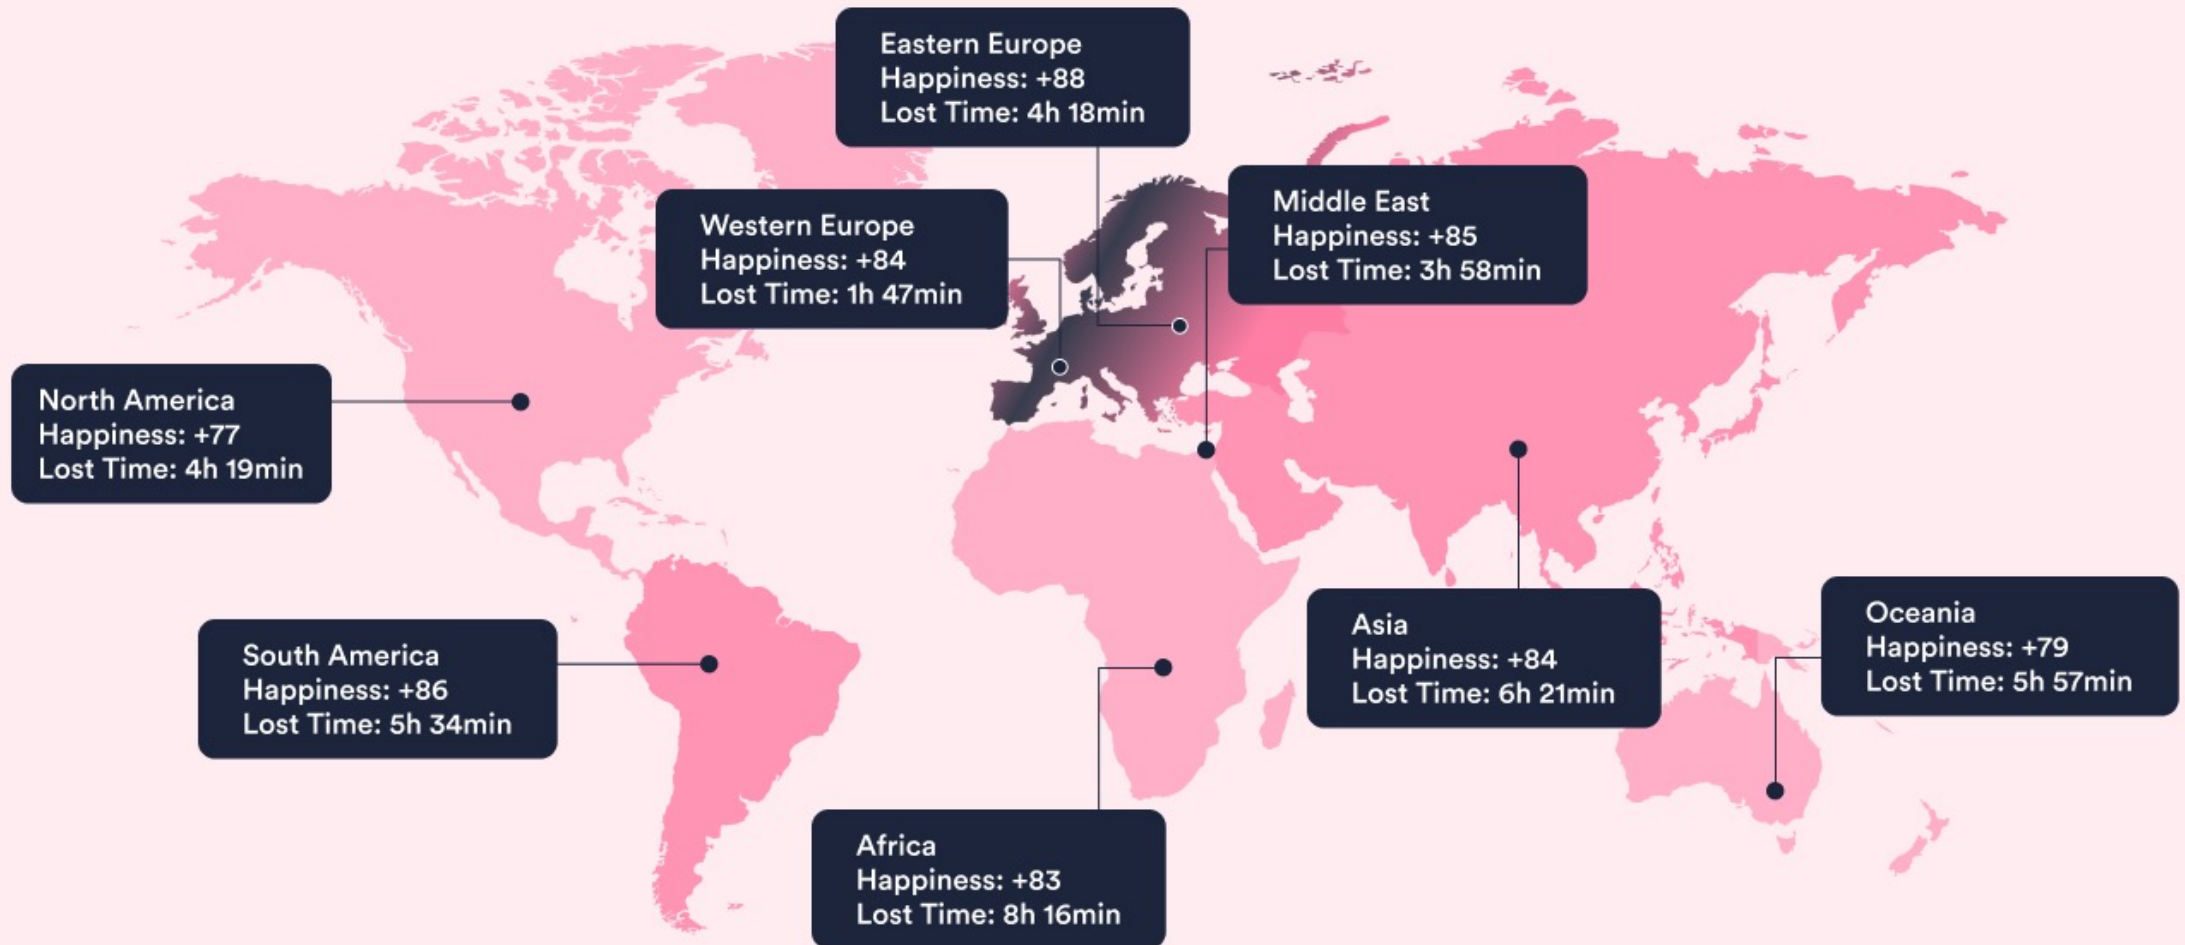 Eastern Europe
Happiness: +88
Lost Time: 4h 18min
Western Europe
Happiness: +84
Lost Time: 1h 47min
Middle East
Happiness: +85
Lost Time: 3h 58min
North America
Happiness: +77
Lost Time: 4h 19min
South America
Happiness: +86
Lost Time: 5h 34min
Asia
Happiness: +84
Lost Time: 6h 21min
Oceania
Happiness: +79
Lost Time: 5h 57min
Africa
Happiness: +83
Lost Time: 8h 16min